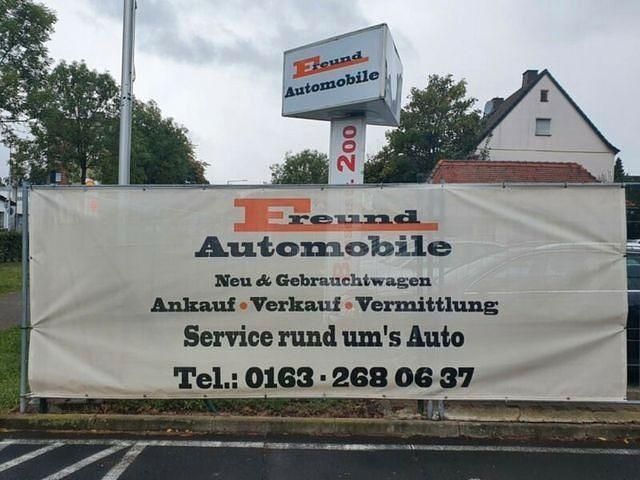 Freund
Automobile
200
Freund
Automobile
Neu & Gebrauchtwagen
Ankauf • Verkauf • Vermittlung
Service rund um's Auto
Tel.: 0163 · 268 06 37